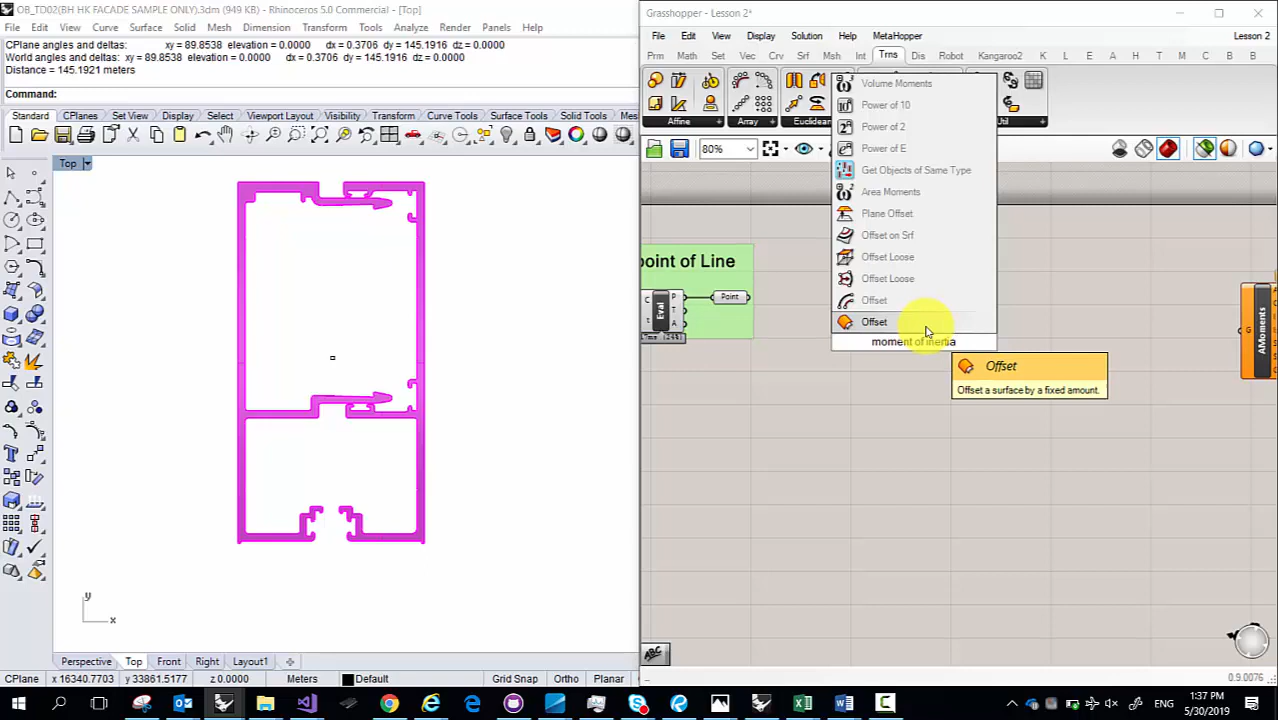 OB_TD02(BH HK FACADE SAMPLE ONLY).3dm (949 KB) - Rhinoceros 5.0 Commercial - [Top]
File Edit View Curve Surface Solid Mesh Dimension Transform Tools Analyze Render Panels Help
CPlane angles and deltas: xy = 89.8538 elevation = 0.0000 dx = 0.3706 dy = 145.1916 dz = 0.0000
World angles and deltas: xy = 89.8538 elevation = 0.0000 dx = 0.3706 dy = 145.1916 dz = 0.0000
Distance = 145.1921 meters
Command:
Standard CPlanes Set View Display Select Viewport Layout Visibility Transform Curve Tools Surface Tools Solid Tools Mes
Top
y
x
Perspective Top Front Right Layout1
CPlane x 16340.7703 y 33861.5177 z 0.0000 Meters Default Grid Snap Ortho Planar
Grasshopper - Lesson 2*
File Edit View Display Solution Help MetaHopper Lesson 2
Prm Math Set Vec Crv Srf Msh Int Trns Dis Robot Kangaroo2 K L E A H T M S V C B B
Affine Array Euclidean Util
80%
Volume Moments
Power of 10
Power of 2
Power of E
Get Objects of Same Type
Area Moments
Plane Offset
Offset on Srf
Offset Loose
Offset Loose
Offset
Offset
moment of inertia
Offset
Offset a surface by a fixed amount.
point of Line
C
t
Eval
P
T
A
Point
G
AMoments
ABC
0.9.0076
ENG
1:37 PM
5/30/2019